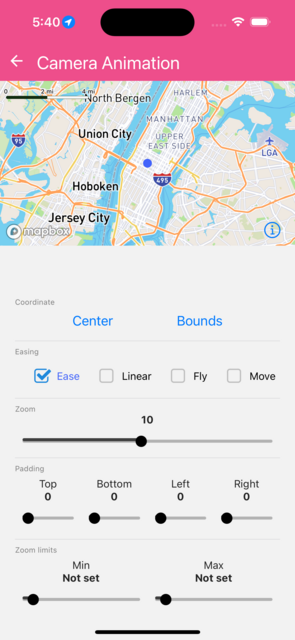 5:40
Camera Animation
0 2 mi 4 mi
North Bergen
HARLEM
MANHATTAN
95
Union City
UPPER
EAST SIDE
LGA
495
Hoboken
Jersey City
mapbox
Coordinate
Center Bounds
Easing
Ease Linear Fly Move
Zoom
10
Padding
Top Bottom Left Right
0 0 0 0
Zoom limits
Min Max
Not set Not set